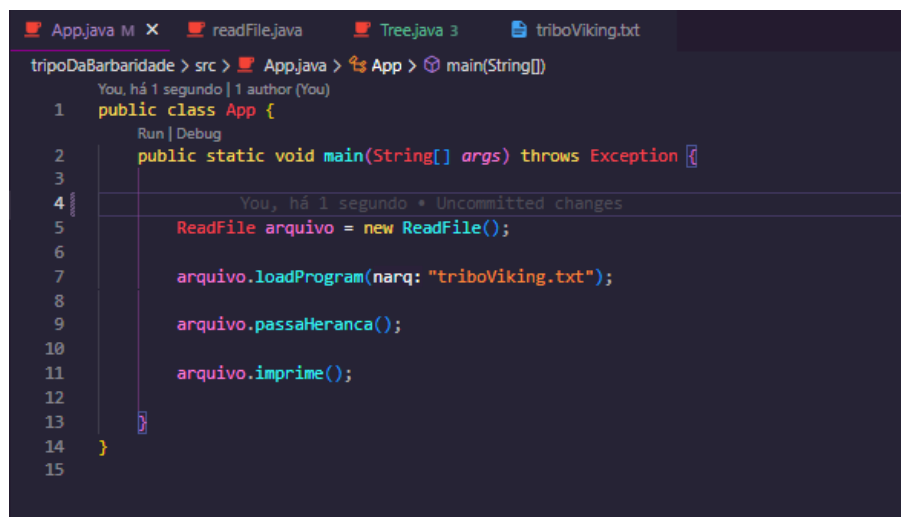 App.java M readFile.java Tree.java 3 triboViking.txt
tripoDaBarbaridade > src > App.java > App > main(String[])
You, há 1 segundo | 1 author (You)
1 public class App {
Run | Debug
2 public static void main(String[] args) throws Exception {
3
4 You, há 1 segundo • Uncommitted changes
5 ReadFile arquivo = new ReadFile();
6
7 arquivo.loadProgram(narq: "triboViking.txt");
8
9 arquivo.passaHeranca();
10
11 arquivo.imprime();
12
13 }
14 }
15